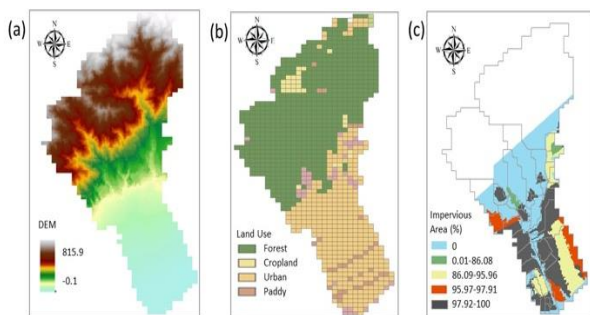 (a)
N
W
E
S
DEM
815.9
-0.1
(b)
N
W
E
S
Land Use
Forest
Cropland
Urban
Paddy
(c)
N
W
E
S
Impervious
Area (%)
0
0.01-86.08
86.09-95.96
95.97-97.91
97.92-100